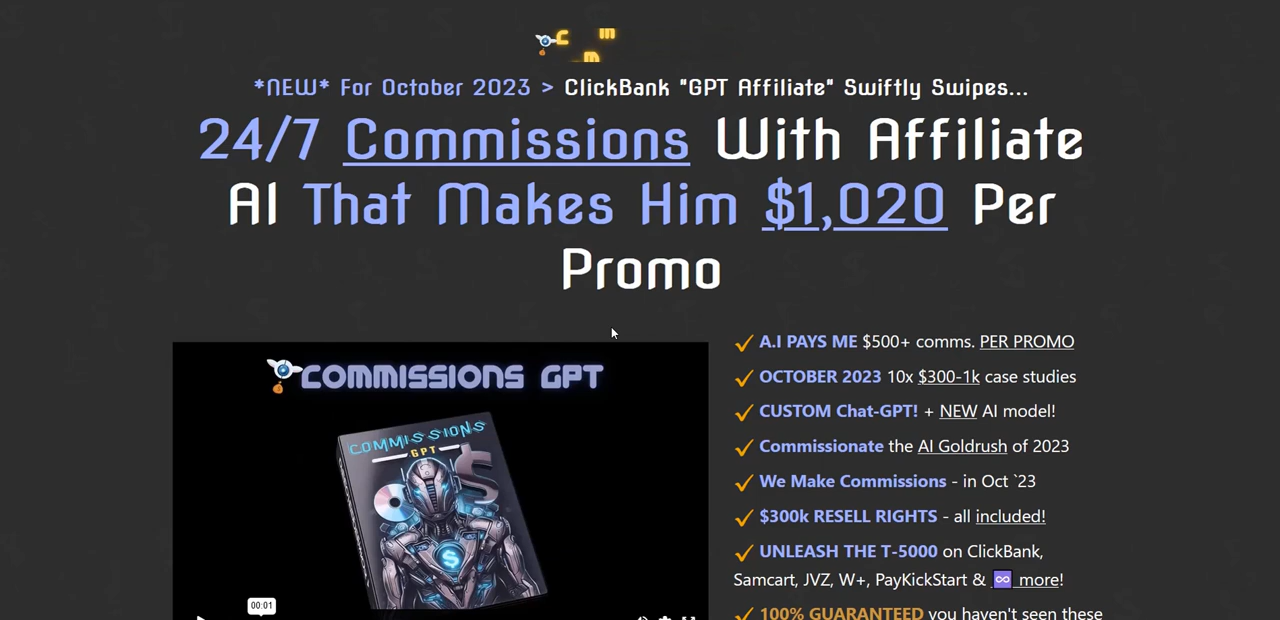 C m
m
*NEW* For October 2023 > ClickBank "GPT Affiliate" Swiftly Swipes...
24/7 Commissions With Affiliate
AI That Makes Him $1,020 Per
Promo
COMMISSIONS GPT
COMMISSIONS
GPT
$
$
00:01
A.I PAYS ME $500+ comms. PER PROMO
OCTOBER 2023 10x $300-1k case studies
CUSTOM Chat-GPT! + NEW AI model!
Commissionate the AI Goldrush of 2023
We Make Commissions - in Oct `23
$300k RESELL RIGHTS - all included!
UNLEASH THE T-5000 on ClickBank,
Samcart, JVZ, W+, PayKickStart & ♾ more!
100% GUARANTEED you haven't seen these